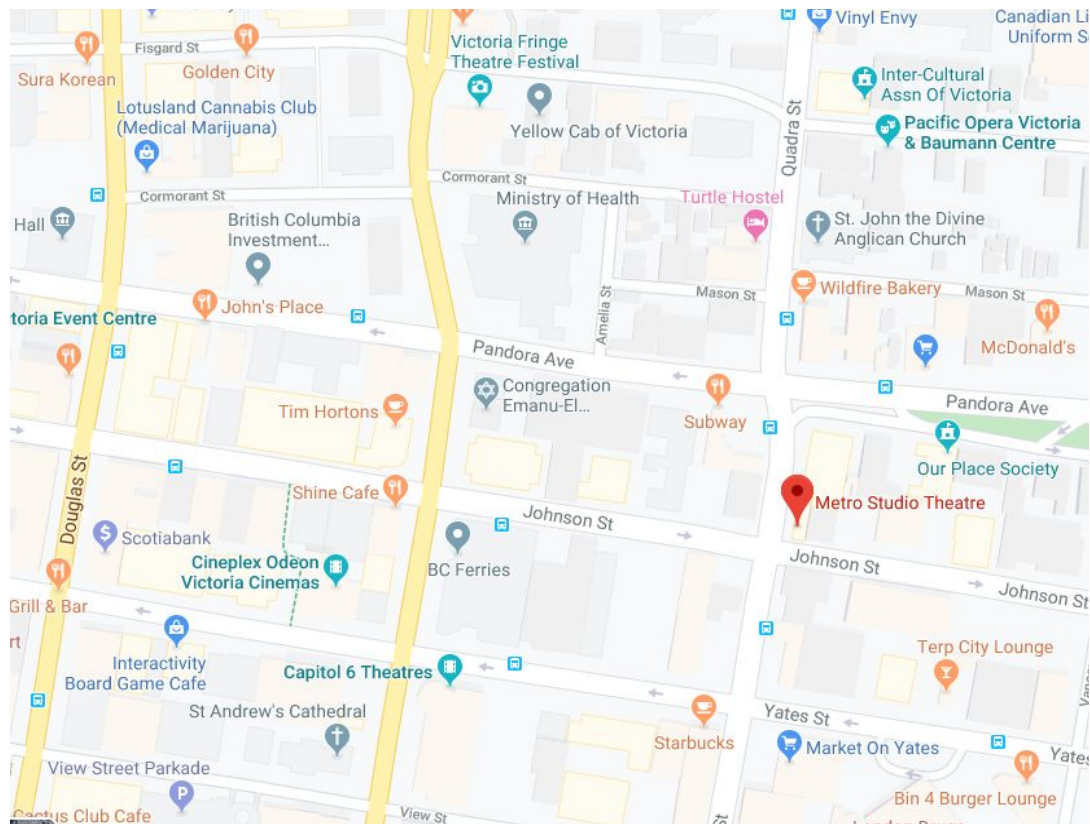 Fisgard St
Sura Korean
Golden City
Victoria Fringe
Theatre Festival
Vinyl Envy
Canadian Li
Uniform S
Inter-Cultural
Assn Of Victoria
Lotusland Cannabis Club
(Medical Marijuana)
Yellow Cab of Victoria
Quadra St
Pacific Opera Victoria
& Baumann Centre
Cormorant St
Cormorant St
Hall
British Columbia
Investment...
Ministry of Health
Turtle Hostel
St. John the Divine
Anglican Church
Amelia St
Mason St
Wildfire Bakery
Mason St
John's Place
toria Event Centre
McDonald's
Pandora Ave
Pandora Ave
Congregation
Emanu-El...
Tim Hortons
Subway
Our Place Society
Douglas St
Shine Cafe
Metro Studio Theatre
Johnson St
Scotiabank
Cineplex Odeon
Victoria Cinemas
BC Ferries
Johnson St
Johnson St
Grill & Bar
rt
Interactivity
Board Game Cafe
Capitol 6 Theatres
Terp City Lounge
St Andrew's Cathedral
Yates St
Starbucks
Market On Yates
Yates
View Street Parkade
P
Bin 4 Burger Lounge
Cactus Club Cafe
View St